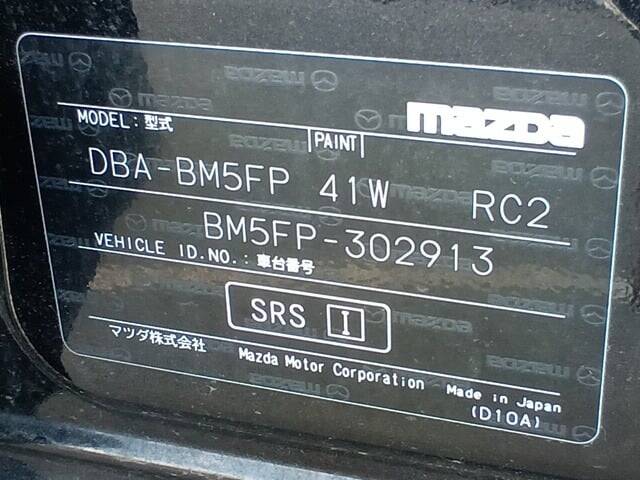 mazda
MODEL:型式 PAINT
DBA-BM5FP 41W RC2
BM5FP-302913
VEHICLE ID.NO.:車台番号
SRS I
マツダ株式会社 Mazda Motor Corporation Made in Japan
(D10A)